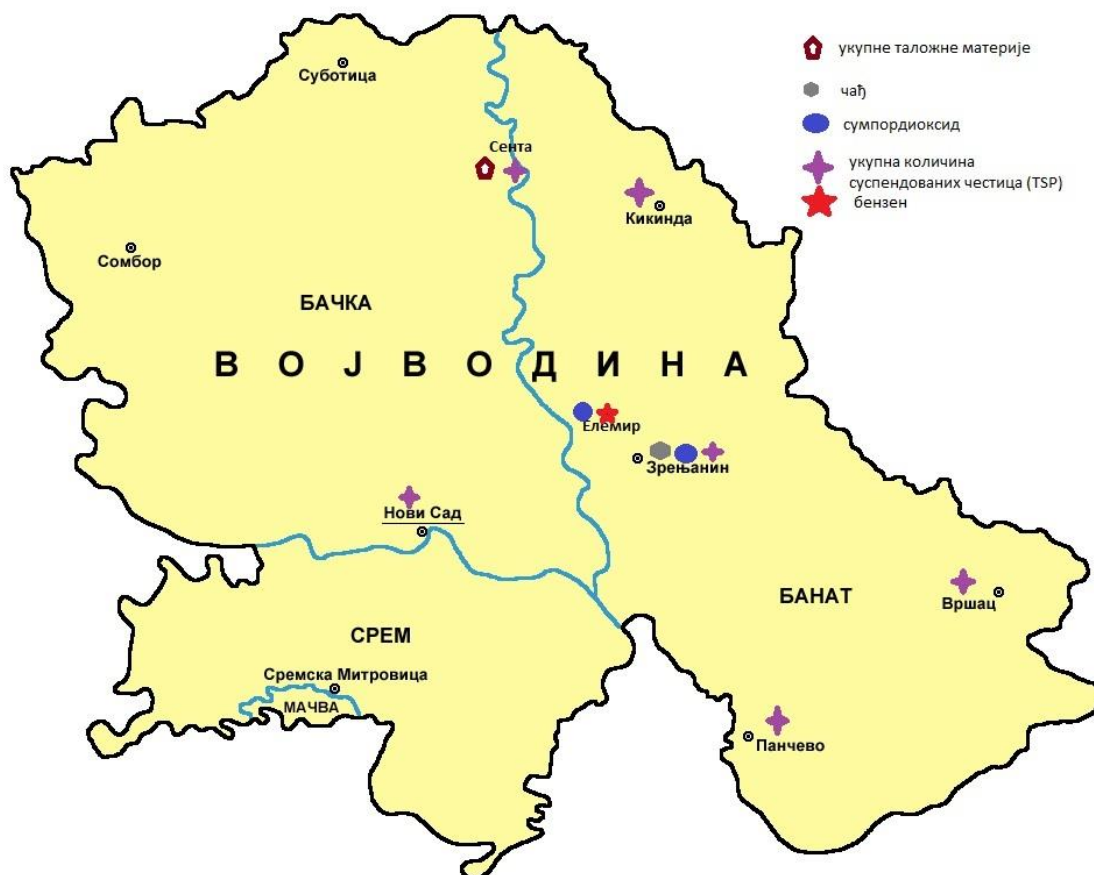 укупне таложне материје
чађ
сумпордиоксид
укупна количина
суспендованих честица (TSP)
бензен
Суботица
Сента
Кикинда
Сомбор
БАЧКА
ВОЈВОДИНА
Елемир
Зрењанин
Нови Сад
БАНАТ
Вршац
СРЕМ
Сремска Митровица
МАЧВА
Панчево